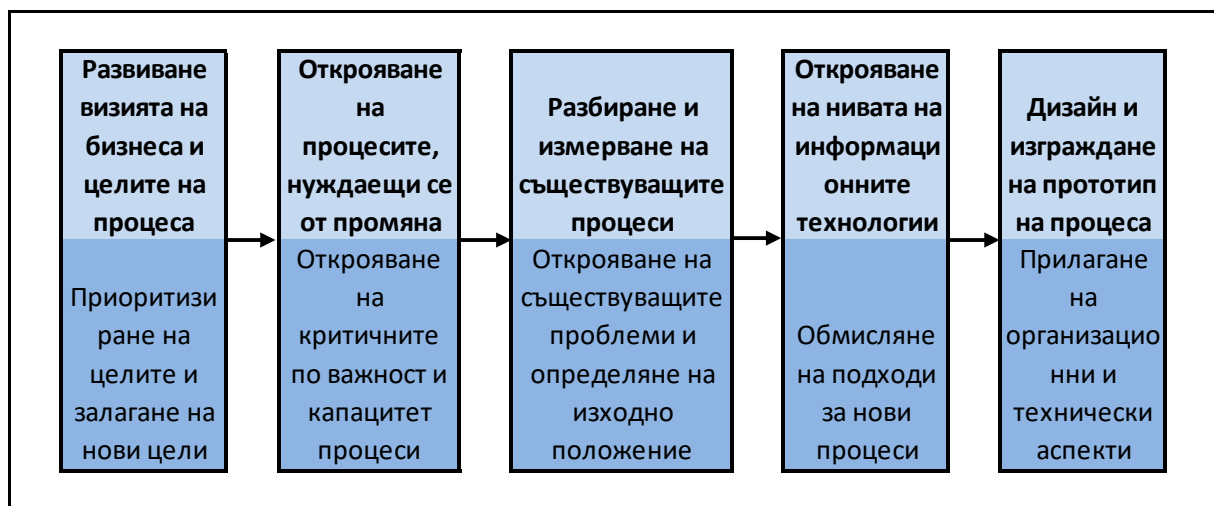 Развиване
визията на
бизнеса и
целите на
процеса
Приоритизи
ране на
целите и
залагане на
нови цели
Открояване
на
процесите,
нуждаещи се
от промяна
Открояване
на
критичните
по важност и
капацитет
процеси
Разбиране и
измерване на
съществуващите
процеси
Открояване на
съществуващите
проблеми и
определяне на
изходно
положение
Открояване
на нивата на
информаци
онните
технологии
Обмисляне
на подходи
за нови
процеси
Дизайн и
изграждане
на прототип
на процеса
Прилагане
на
организацио
нни и
технически
аспекти